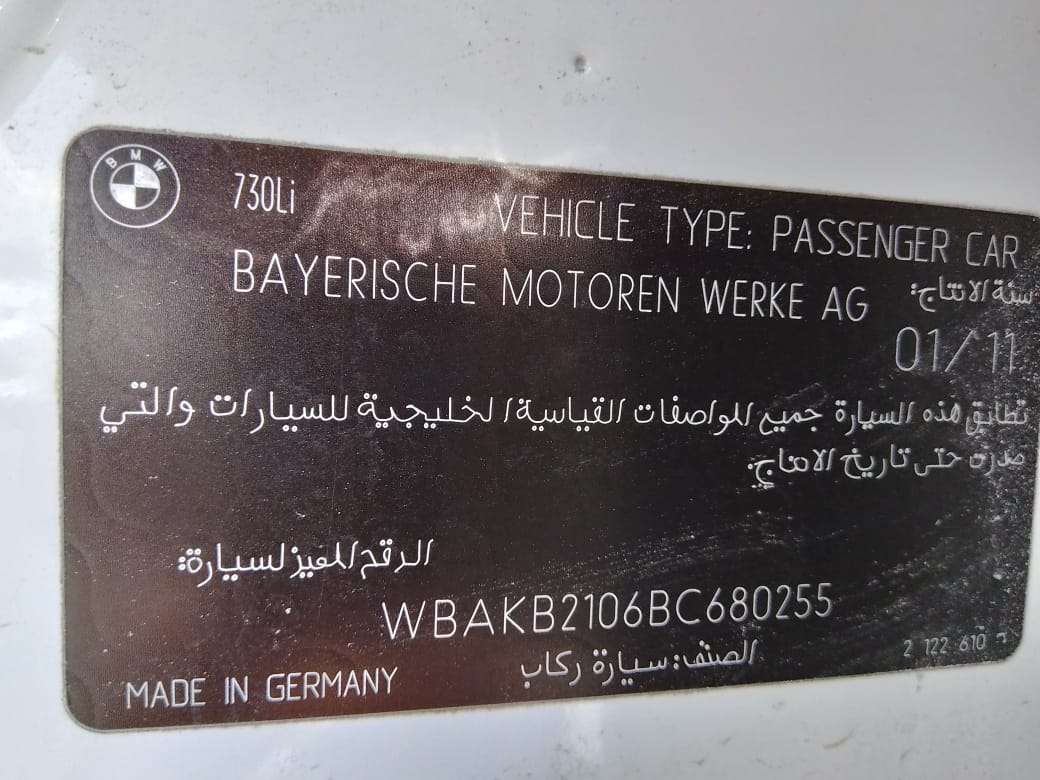 BMW
730Li
VEHICLE TYPE: PASSENGER CAR
BAYERISCHE MOTOREN WERKE AG
سنة الانتاج:
01/11
تطابق هذه السيارة جميع المواصفات القياسية الخليجية للسيارات والتي
صدرت حتى تاريخ الانتاج.
الرقم المميز لسيارة:
WBAKB2106BC680255
الصنف: سيارة ركاب
2 122 610
MADE IN GERMANY